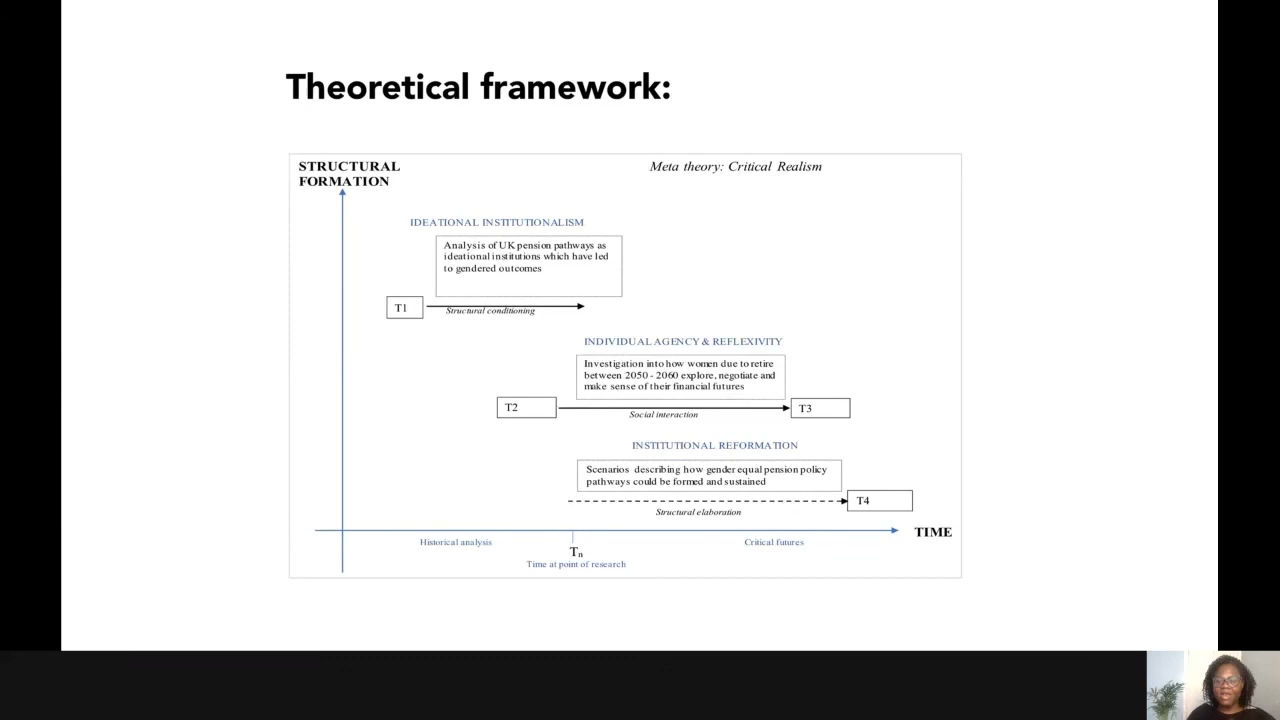 Theoretical framework:
STRUCTURAL
FORMATION
Meta theory: Critical Realism
IDEATIONAL INSTITUTIONALISM
Analysis of UK pension pathways as
ideational institutions which have led
to gendered outcomes
T1
Structural conditioning
INDIVIDUAL AGENCY & REFLEXIVITY
Investigation into how women due to retire
between 2050 - 2060 explore, negotiate and
make sense of their financial futures
T2
Social interaction
T3
INSTITUTIONAL REFORMATION
Scenarios describing how gender equal pension policy
pathways could be formed and sustained
Structural elaboration
T4
TIME
Historical analysis
Tn
Time at point of research
Critical futures